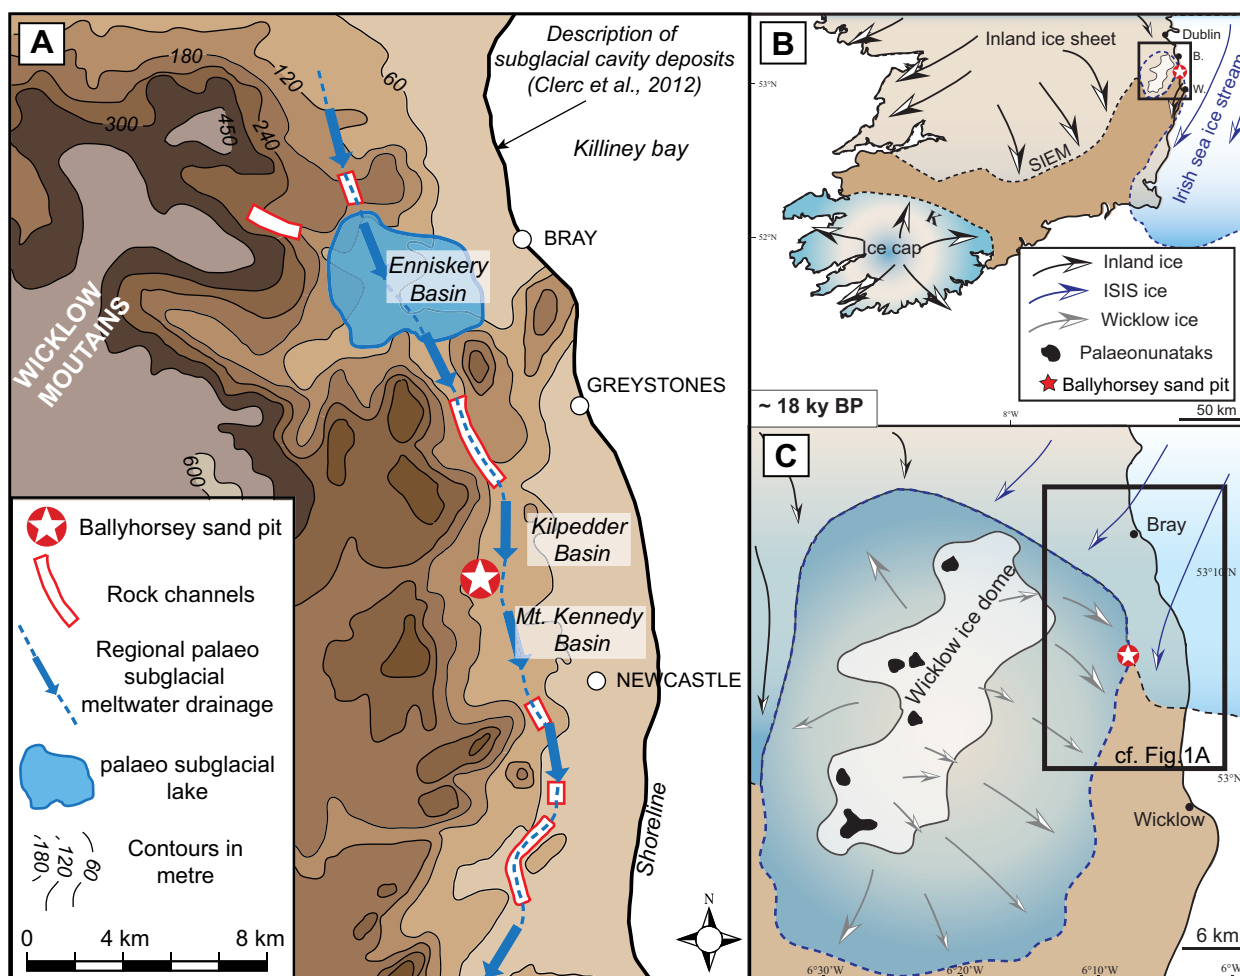 A
180
120
60
300
450
240
Description of
subglacial cavity deposits
(Clerc et al., 2012)
Killiney bay
BRAY
Enniskery
Basin
WICKLOW
MOUTAINS
GREYSTONES
600
Kilpedder
Basin
Mt. Kennedy
Basin
NEWCASTLE
Shoreline
N
Ballyhorsey sand pit
Rock channels
Regional palaeo
subglacial
meltwater drainage
palaeo subglacial
lake
180
120
60
Contours in
metre
0 4 km 8 km
B
Inland ice sheet
Dublin
B.
W.
53°N
SIEM
Irish sea ice stream
K
52°N
Ice cap
Inland ice
ISIS ice
Wicklow ice
Palaeonunataks
Ballyhorsey sand pit
~ 18 ky BP
8°W
50 km
C
Bray
53°10'N
Wicklow ice dome
cf. Fig.1A
53°N
Wicklow
6 km
6°30'W
6°20'W
6°10'W
6°W